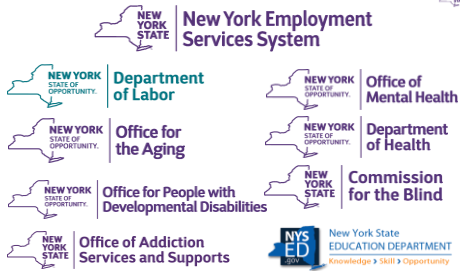 NEW YORK STATE
New York Employment
Services System
NEW YORK
STATE OF
OPPORTUNITY.
Department
of Labor
NEW YORK
STATE OF
OPPORTUNITY.
Office of
Mental Health
NEW YORK
STATE OF
OPPORTUNITY.
Office for
the Aging
NEW YORK
STATE OF
OPPORTUNITY.
Department
of Health
NEW YORK
STATE OF
OPPORTUNITY.
Office for People with
Developmental Disabilities
NEW
YORK
STATE
Commission
for the Blind
NEW
YORK
STATE
Office of Addiction
Services and Supports
NYS
ED
.gov
New York State
EDUCATION DEPARTMENT
Knowledge > Skill > Opportunity